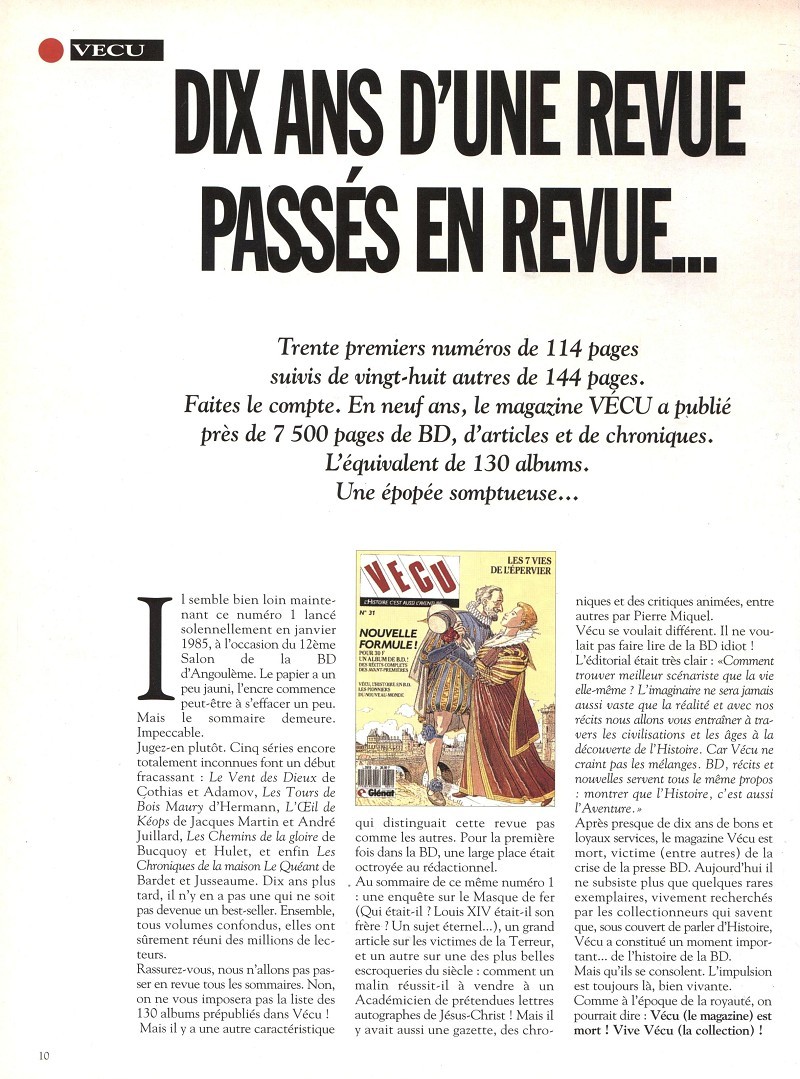 VECU
DIX ANS D'UNE REVUE
PASSÉS EN REVUE...
Trente premiers numéros de 114 pages
suivis de vingt-huit autres de 144 pages.
Faites le compte. En neuf ans, le magazine VÉCU a publié
près de 7 500 pages de BD, d'articles et de chroniques.
L'équivalent de 130 albums.
Une épopée somptueuse...
Il semble bien loin mainte-
nant ce numéro 1 lancé
solennellement en janvier
1985, à l'occasion du 12ème
Salon de la BD
d'Angoulème. Le papier a un
peu jauni, l'encre commence
peut-être à s'effacer un peu.
Mais le sommaire demeure.
Impeccable.
Jugez-en plutôt. Cinq séries encore
totalement inconnues font un début
fracassant : Le Vent des Dieux de
Cothias et Adamov, Les Tours de
Bois Maury d'Hermann, L'Œil de
Kéops de Jacques Martin et André
Juillard, Les Chemins de la gloire de
Bucquoy et Hulet, et enfin Les
Chroniques de la maison Le Quéant de
Bardet et Jusseaume. Dix ans plus
tard, il n'y en a pas une qui ne soit
pas devenue un best-seller. Ensemble,
tous volumes confondus, elles ont
sûrement réuni des millions de lec-
teurs.
Rassurez-vous, nous n'allons pas pas-
ser en revue tous les sommaires. Non,
on ne vous imposera pas la liste des
130 albums prépubliés dans Vécu !
Mais il y a une autre caractéristique
VECU
L'HISTOIRE C'EST AUSSI L'AVENTURE
N° 31
LES 7 VIES
DE L'ÉPERVIER
NOUVELLE
FORMULE !
POUR 30 F
UN ALBUM DE B.D.
DES RÉCITS COMPLETS
DES AVANT-PREMIÈRES
VÉCU, L'HISTOIRE EN B.D.
LES PIONNIERS
DU NOUVEAU-MONDE
Glénat
qui distinguait cette revue pas
comme les autres. Pour la première
fois dans la BD, une large place était
octroyée au rédactionnel.
Au sommaire de ce même numéro 1
: une enquête sur le Masque de fer
(Qui était-il ? Louis XIV était-il son
frère ? Un sujet éternel...), un grand
article sur les victimes de la Terreur,
et un autre sur une des plus belles
escroqueries du siècle : comment un
malin réussit-il à vendre à un
Académicien de prétendues lettres
autographes de Jésus-Christ ! Mais il
y avait aussi une gazette, des chro-
niques et des critiques animées, entre
autres par Pierre Miquel.
Vécu se voulait différent. Il ne vou-
lait pas faire lire de la BD idiot !
L'éditorial était très clair : «Comment
trouver meilleur scénariste que la vie
elle-même ? L'imaginaire ne sera jamais
aussi vaste que la réalité et avec nos
récits nous allons vous entraîner à tra-
vers les civilisations et les âges à la
découverte de l'Histoire. Car Vécu ne
craint pas les mélanges. BD, récits et
nouvelles servent tous le même propos
: montrer que l'Histoire, c'est aussi
l'Aventure.»
Après presque de dix ans de bons et
loyaux services, le magazine Vécu est
mort, victime (entre autres) de la
crise de la presse BD. Aujourd'hui il
ne subsiste plus que quelques rares
exemplaires, vivement recherchés
par les collectionneurs qui savent
que, sous couvert de parler d'Histoire,
Vécu a constitué un moment impor-
tant... de l'histoire de la BD.
Mais qu'ils se consolent. L'impulsion
est toujours là, bien vivante.
Comme à l'époque de la royauté, on
pourrait dire : Vécu (le magazine) est
mort ! Vive Vécu (la collection) !
10